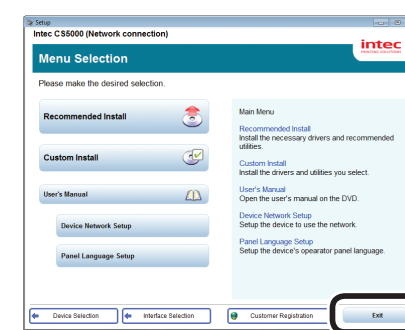 Setup
Intec CS5000 (Network connection)
intec
PRINTING SOLUTIONS
Menu Selection
Please make the desired selection.
Recommended Install
Custom Install
User's Manual
Device Network Setup
Panel Language Setup
Main Menu
Recommended Install
Install the necessary drivers and recommended
utilities.
Custom Install
Install the drivers and utilities you select.
User's Manual
Open the user's manual on the DVD.
Device Network Setup
Setup the device to use the network.
Panel Language Setup
Setup the device's opearator panel language.
Device Selection
Interface Selection
Customer Registration
Exit